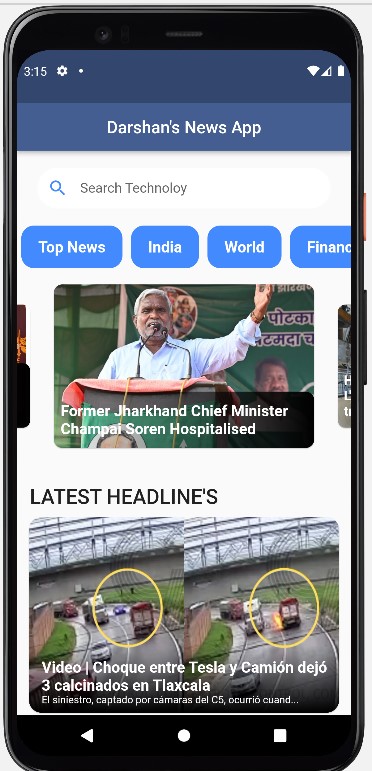 3:15
Darshan's News App
Search Technoloy
Top News
India
World
Financ
पोटका
पटमदा
Former Jharkhand Chief Minister
Champai Soren Hospitalised
LATEST HEADLINE'S
Video | Choque entre Tesla y Camión dejó
3 calcinados en Tlaxcala
El siniestro, captado por cámaras del C5, ocurrió cuand...